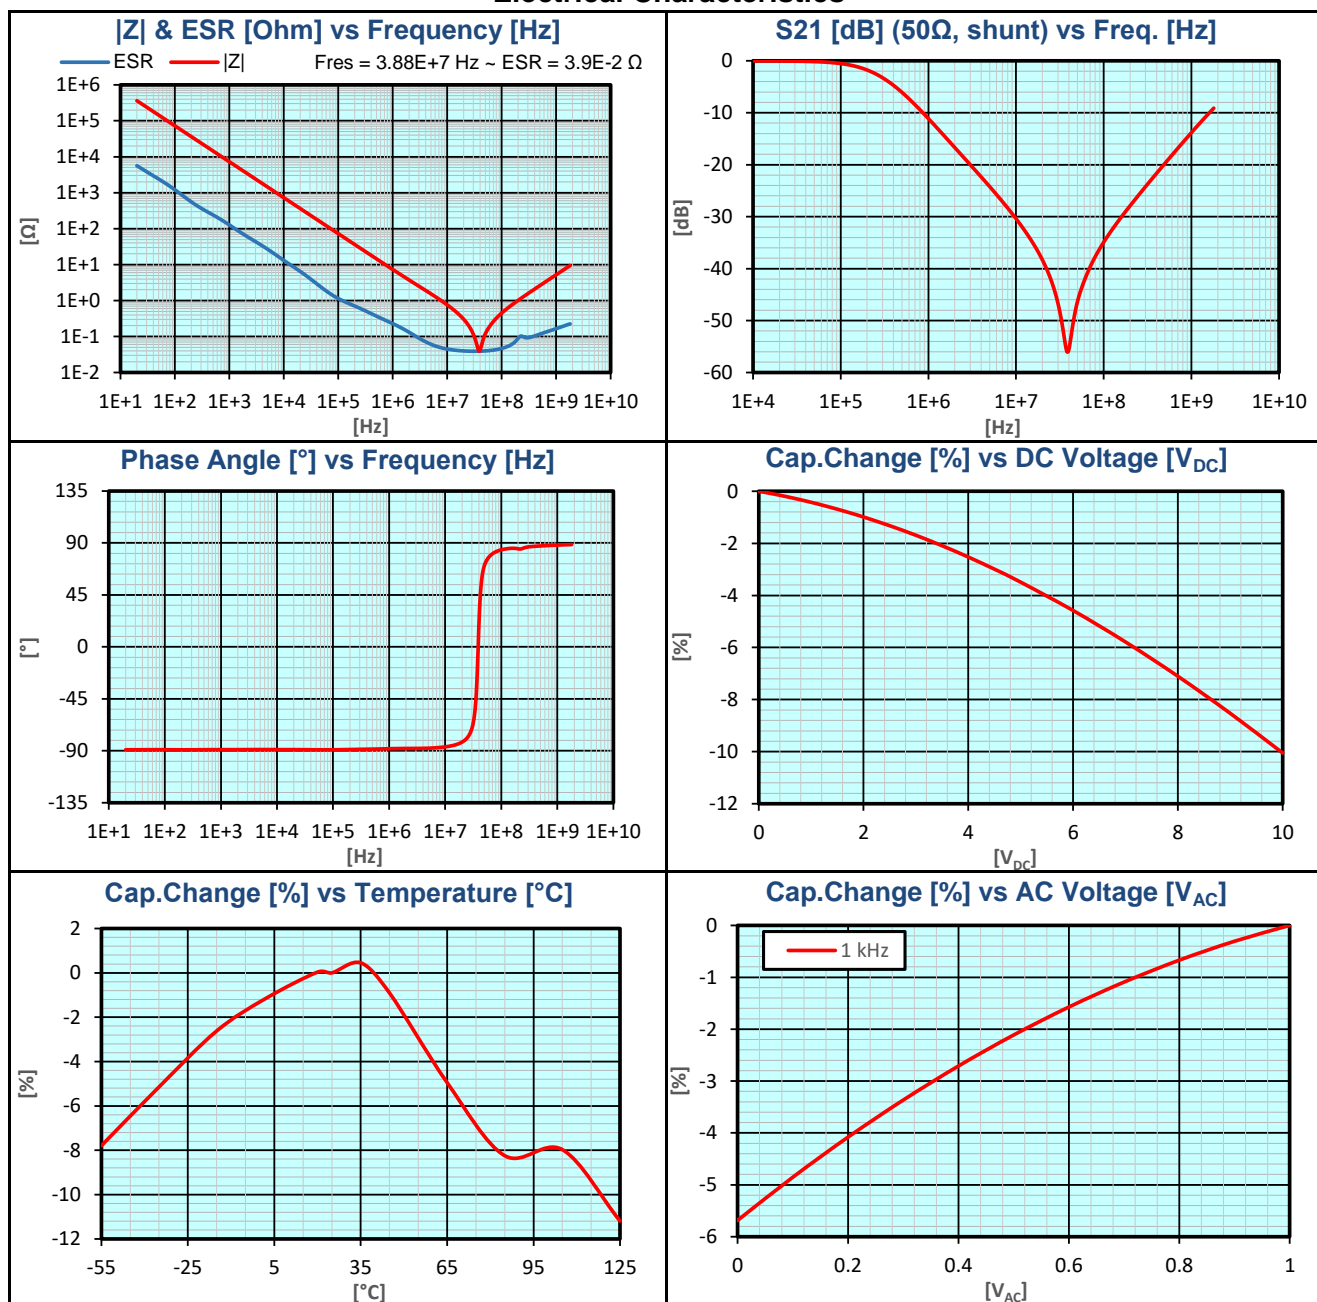 |Z| & ESR [Ohm] vs Frequency [Hz]
ESR |Z| Fres = 3.88E+7 Hz ~ ESR = 3.9E-2 Ω
1E+6
1E+5
1E+4
1E+3
1E+2
1E+1
1E+0
1E-1
1E-2
[Ω]
1E+1 1E+2 1E+3 1E+4 1E+5 1E+6 1E+7 1E+8 1E+9 1E+10
[Hz]
S21 [dB] (50Ω, shunt) vs Freq. [Hz]
0
-10
-20
-30
-40
-50
-60
[dB]
1E+4 1E+5 1E+6 1E+7 1E+8 1E+9 1E+10
[Hz]
Phase Angle [°] vs Frequency [Hz]
135
90
45
0
-45
-90
-135
[°]
1E+1 1E+2 1E+3 1E+4 1E+5 1E+6 1E+7 1E+8 1E+9 1E+10
[Hz]
Cap.Change [%] vs DC Voltage [VDC]
0
-2
-4
-6
-8
-10
-12
[%]
0 2 4 6 8 10
[VDC]
Cap.Change [%] vs Temperature [°C]
2
0
-2
-4
-6
-8
-10
-12
[%]
-55 -25 5 35 65 95 125
[°C]
Cap.Change [%] vs AC Voltage [VAC]
1 kHz
0
-1
-2
-3
-4
-5
-6
[%]
0 0.2 0.4 0.6 0.8 1
[VAC]